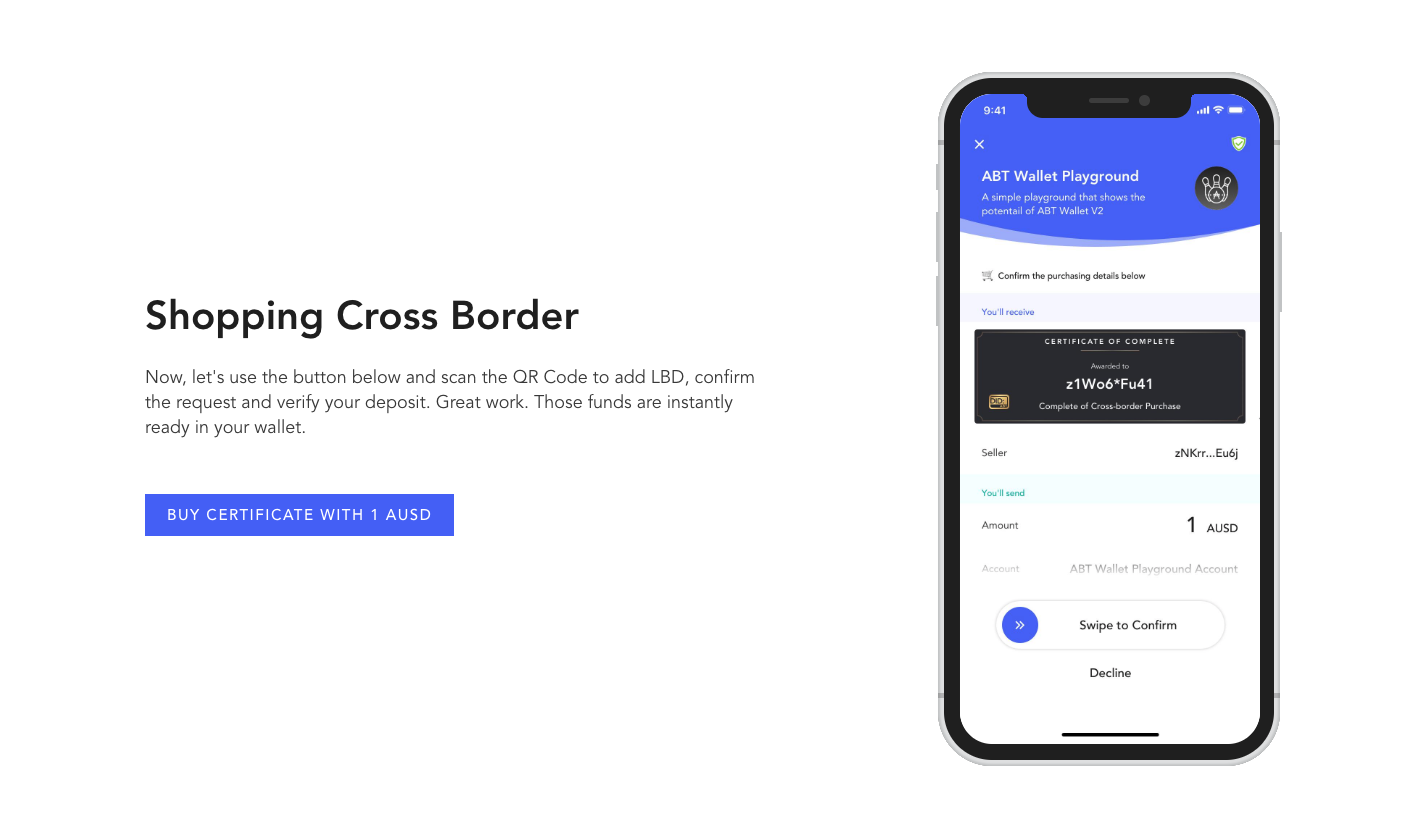 Shopping Cross Border
Now, let's use the button below and scan the QR Code to add LBD, confirm
the request and verify your deposit. Great work. Those funds are instantly
ready in your wallet.
BUY CERTIFICATE WITH 1 AUSD
9:41
ABT Wallet Playground
A simple playground that shows the
potentail of ABT Wallet V2
Confirm the purchasing details below
You'll receive
CERTIFICATE OF COMPLETE
Awarded to
z1Wo6*Fu41
Complete of Cross-border Purchase
Seller zNKrr...Eu6j
You'll send
Amount 1 AUSD
Account ABT Wallet Playground Account
Swipe to Confirm
Decline